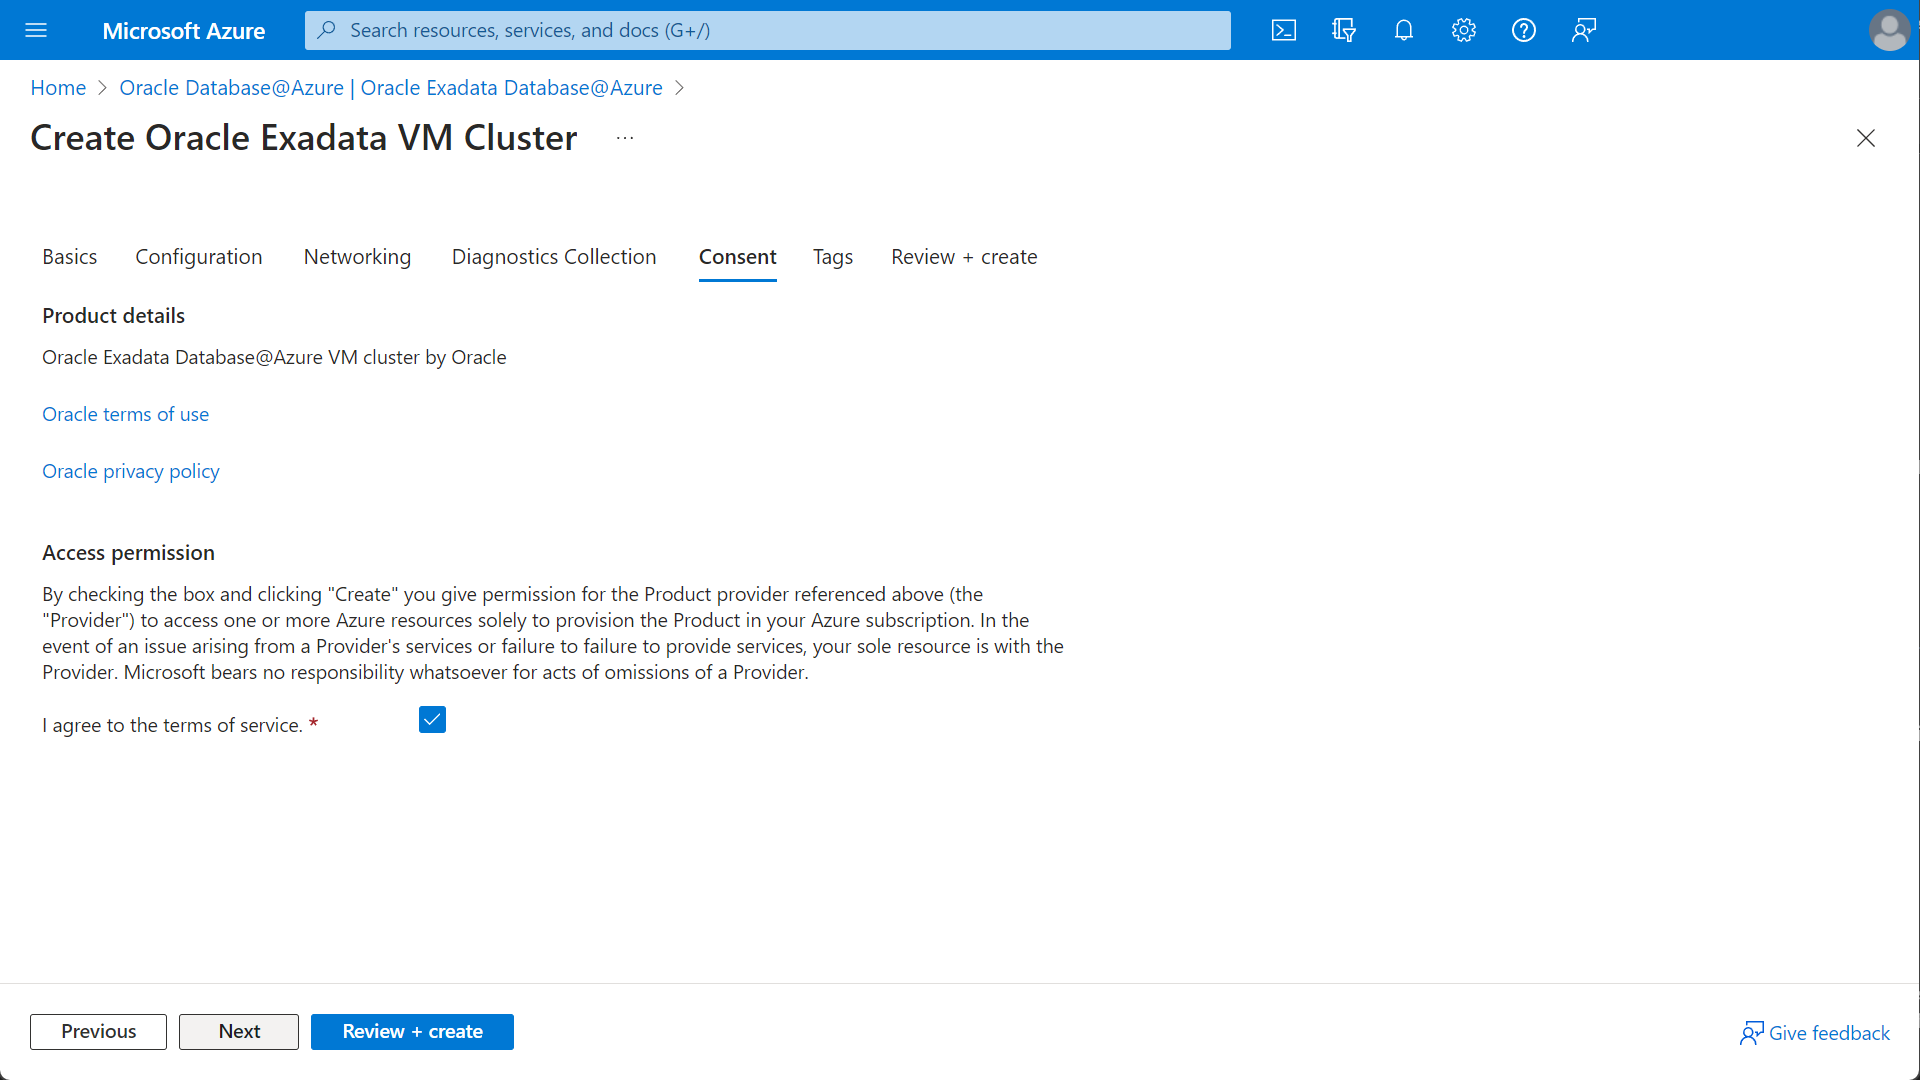 Microsoft Azure
Search resources, services, and docs (G+/)
Home > Oracle Database@Azure | Oracle Exadata Database@Azure >
Create Oracle Exadata VM Cluster ...
Basics Configuration Networking Diagnostics Collection Consent Tags Review + create
Product details
Oracle Exadata Database@Azure VM cluster by Oracle
Oracle terms of use
Oracle privacy policy
Access permission
By checking the box and clicking "Create" you give permission for the Product provider referenced above (the
"Provider") to access one or more Azure resources solely to provision the Product in your Azure subscription. In the
event of an issue arising from a Provider's services or failure to failure to provide services, your sole resource is with the
Provider. Microsoft bears no responsibility whatsoever for acts of omissions of a Provider.
I agree to the terms of service. *
Previous Next Review + create Give feedback